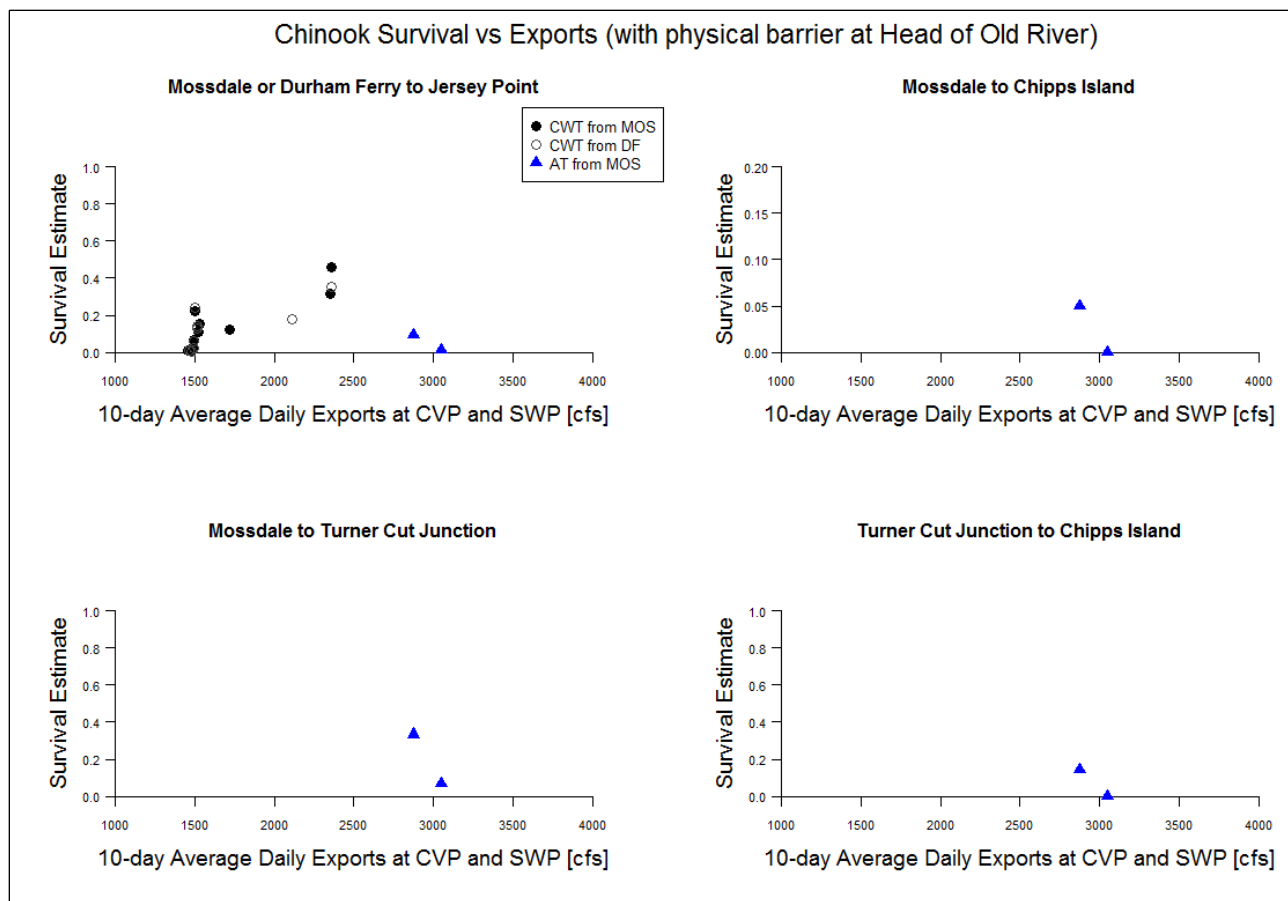 Chinook Survival vs Exports (with physical barrier at Head of Old River)
Mossdale or Durham Ferry to Jersey Point
CWT from MOS
CWT from DF
AT from MOS
Survival Estimate
1.0
0.8
0.6
0.4
0.2
0.0
1000 1500 2000 2500 3000 3500 4000
10-day Average Daily Exports at CVP and SWP [cfs]
Mossdale to Chipps Island
Survival Estimate
0.20
0.15
0.10
0.05
0.00
1000 1500 2000 2500 3000 3500 4000
10-day Average Daily Exports at CVP and SWP [cfs]
Mossdale to Turner Cut Junction
Survival Estimate
1.0
0.8
0.6
0.4
0.2
0.0
1000 1500 2000 2500 3000 3500 4000
10-day Average Daily Exports at CVP and SWP [cfs]
Turner Cut Junction to Chipps Island
Survival Estimate
1.0
0.8
0.6
0.4
0.2
0.0
1000 1500 2000 2500 3000 3500 4000
10-day Average Daily Exports at CVP and SWP [cfs]